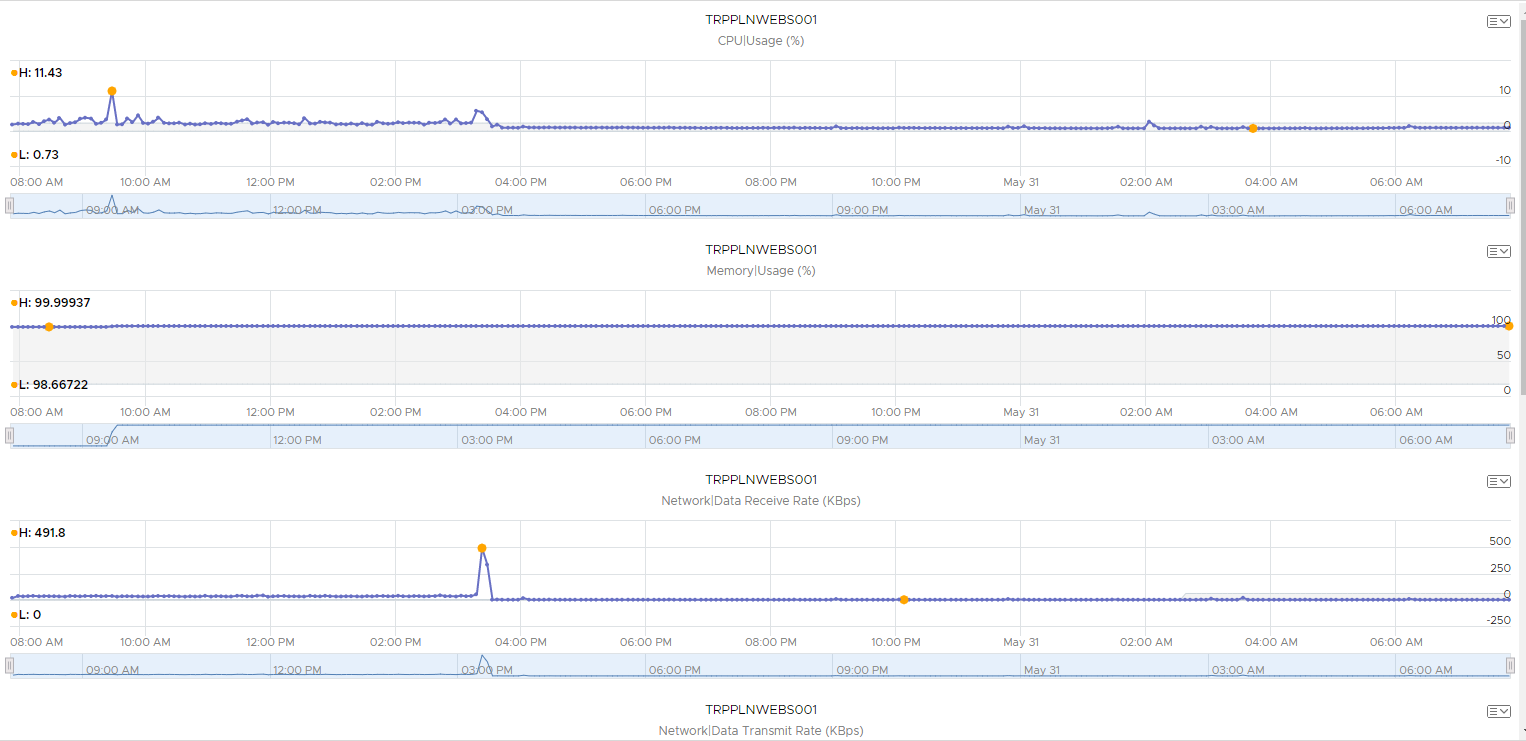 TRPPLNWEBS001
CPU|Usage (%)
H: 11.43
10
0
L: 0.73
-10
08:00 AM 10:00 AM 12:00 PM 02:00 PM 04:00 PM 06:00 PM 08:00 PM 10:00 PM May 31 02:00 AM 04:00 AM 06:00 AM
09:00 AM 12:00 PM 03:00 PM 06:00 PM 09:00 PM May 31 03:00 AM 06:00 AM
TRPPLNWEBS001
Memory|Usage (%)
H: 99.99937
100
50
L: 98.66722
0
08:00 AM 10:00 AM 12:00 PM 02:00 PM 04:00 PM 06:00 PM 08:00 PM 10:00 PM May 31 02:00 AM 04:00 AM 06:00 AM
09:00 AM 12:00 PM 03:00 PM 06:00 PM 09:00 PM May 31 03:00 AM 06:00 AM
TRPPLNWEBS001
Network|Data Receive Rate (KBps)
H: 491.8
500
250
0
L: 0
-250
08:00 AM 10:00 AM 12:00 PM 02:00 PM 04:00 PM 06:00 PM 08:00 PM 10:00 PM May 31 02:00 AM 04:00 AM 06:00 AM
09:00 AM 12:00 PM 03:00 PM 06:00 PM 09:00 PM May 31 03:00 AM 06:00 AM
TRPPLNWEBS001
Network|Data Transmit Rate (KBps)